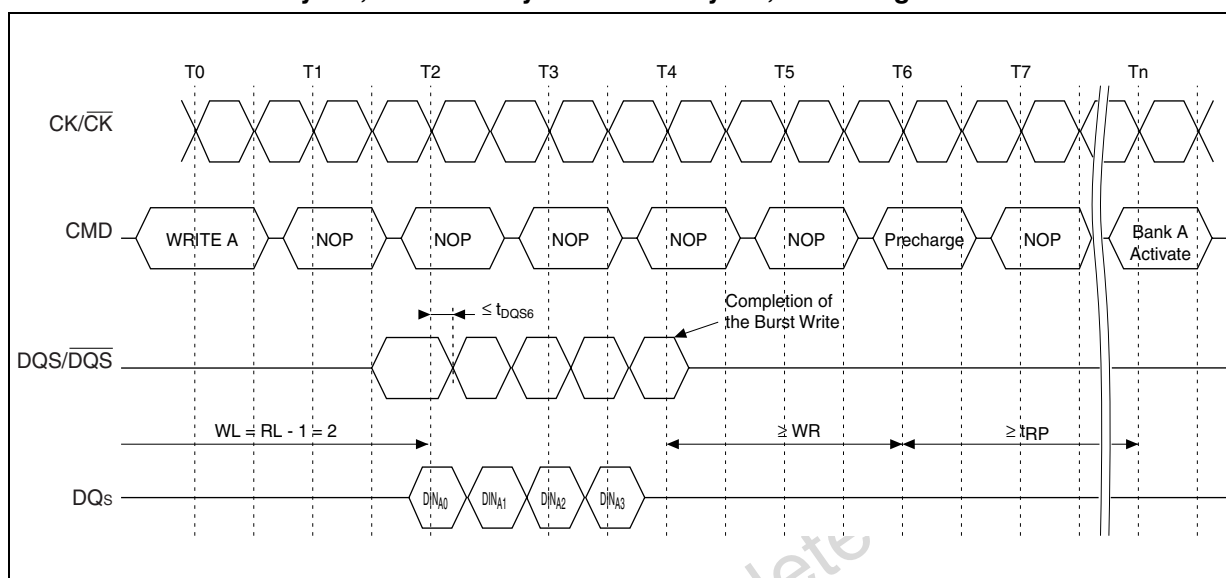 T0 T1 T2 T3 T4 T5 T6 T7 Tn
CK/CK
CMD
WRITE A NOP NOP NOP NOP NOP Precharge NOP Bank A
Activate
≤ tDQS6
Completion of
the Burst Write
DQS/DQS
WL = RL - 1 = 2
≥ WR
≥ tRP
DQs
DINA0 DINA1 DINA2 DINA3